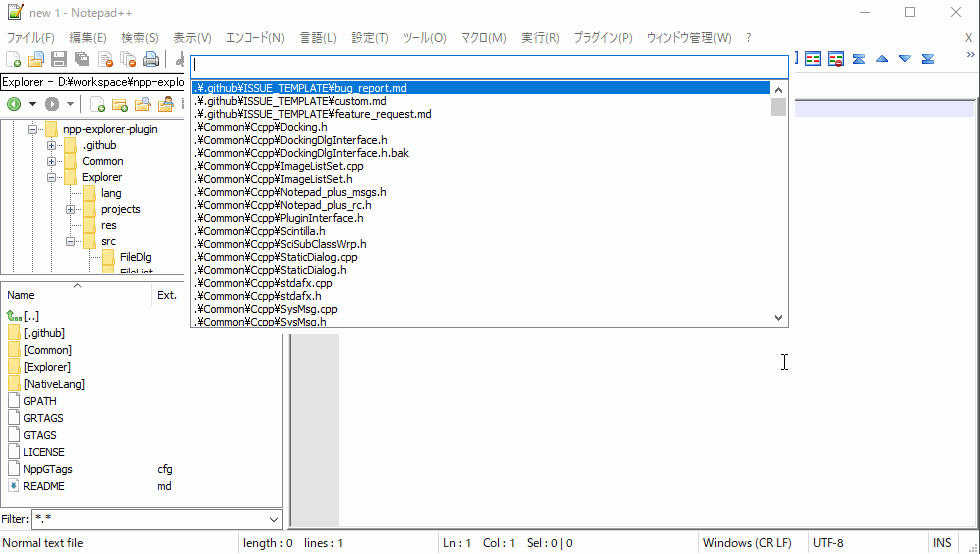 new 1 - Notepad++
ファイル(F) 編集(E) 検索(S) 表示(V) エンコード(N) 言語(L) 設定(T) ツール(O) マクロ(M) 実行(R) プラグイン(P) ウィンドウ管理(W) ? X
Explorer - D:¥workspace¥npp-explo
.¥.github¥ISSUE_TEMPLATE¥bug_report.md
.¥.github¥ISSUE_TEMPLATE¥custom.md
.¥.github¥ISSUE_TEMPLATE¥feature_request.md
.¥Common¥Ccpp¥Docking.h
.¥Common¥Ccpp¥DockingDlgInterface.h
.¥Common¥Ccpp¥DockingDlgInterface.h.bak
.¥Common¥Ccpp¥ImageListSet.cpp
.¥Common¥Ccpp¥ImageListSet.h
.¥Common¥Ccpp¥Notepad_plus_msgs.h
.¥Common¥Ccpp¥Notepad_plus_rc.h
.¥Common¥Ccpp¥PluginInterface.h
.¥Common¥Ccpp¥Scintilla.h
.¥Common¥Ccpp¥SciSubClassWrp.h
.¥Common¥Ccpp¥StaticDialog.cpp
.¥Common¥Ccpp¥StaticDialog.h
.¥Common¥Ccpp¥stdafx.cpp
.¥Common¥Ccpp¥stdafx.h
.¥Common¥Ccpp¥SysMsg.cpp
.¥Common¥Ccpp¥SysMsg.h
npp-explorer-plugin
.github
Common
Explorer
lang
projects
res
src
FileDlg
FileList
Name Ext.
[..]
[.github]
[Common]
[Explorer]
[NativeLang]
GPATH
GRTAGS
GTAGS
LICENSE
NppGTags cfg
README md
Filter: *.*
Normal text file length : 0 lines : 1 Ln : 1 Col : 1 Sel : 0 | 0 Windows (CR LF) UTF-8 INS